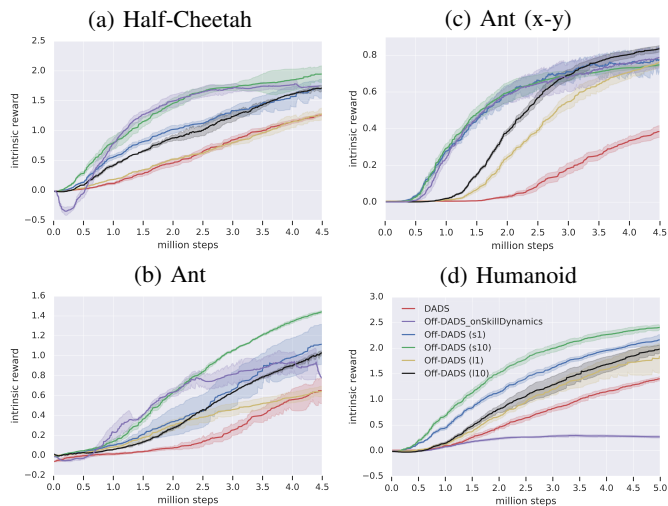 (a) Half-Cheetah
2.5
2.0
1.5
1.0
0.5
0.0
−0.5
intrinsic reward
0.0 0.5 1.0 1.5 2.0 2.5 3.0 3.5 4.0 4.5
million steps
(c) Ant (x-y)
0.8
0.6
0.4
0.2
0.0
intrinsic reward
0.0 0.5 1.0 1.5 2.0 2.5 3.0 3.5 4.0 4.5
million steps
(b) Ant
1.6
1.4
1.2
1.0
0.8
0.6
0.4
0.2
0.0
−0.2
intrinsic reward
0.0 0.5 1.0 1.5 2.0 2.5 3.0 3.5 4.0 4.5
million steps
(d) Humanoid
3.0
2.5
2.0
1.5
1.0
0.5
0.0
−0.5
intrinsic reward
DADS
Off-DADS_onSkillDynamics
Off-DADS (s1)
Off-DADS (s10)
Off-DADS (l1)
Off-DADS (l10)
0.0 0.5 1.0 1.5 2.0 2.5 3.0 3.5 4.0 4.5 5.0
million steps